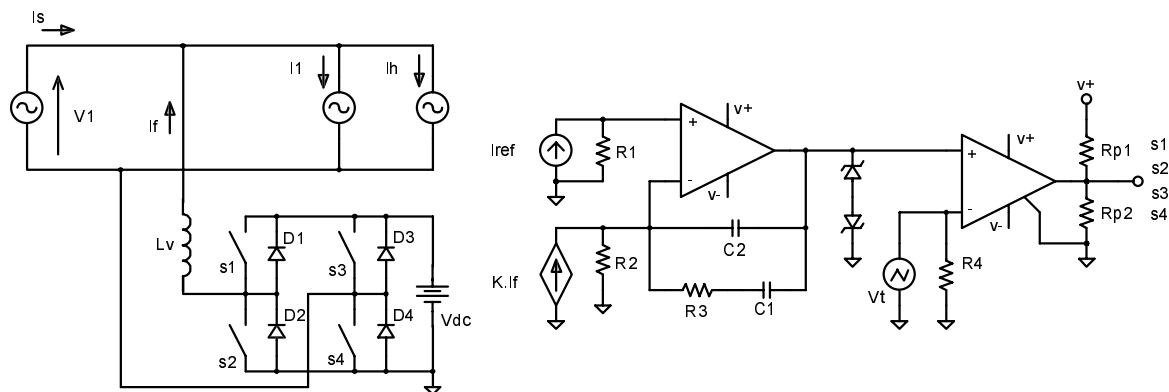 Is
V1
If
I1
Ih
Lv
s1
D1
s3
D3
s2
D2
s4
D4
Vdc
Iref
R1
+
-
v+
v-
K.If
R2
C2
R3
C1
Vt
R4
+
-
v+
v-
v+
Rp1
Rp2
s1
s2
s3
s4